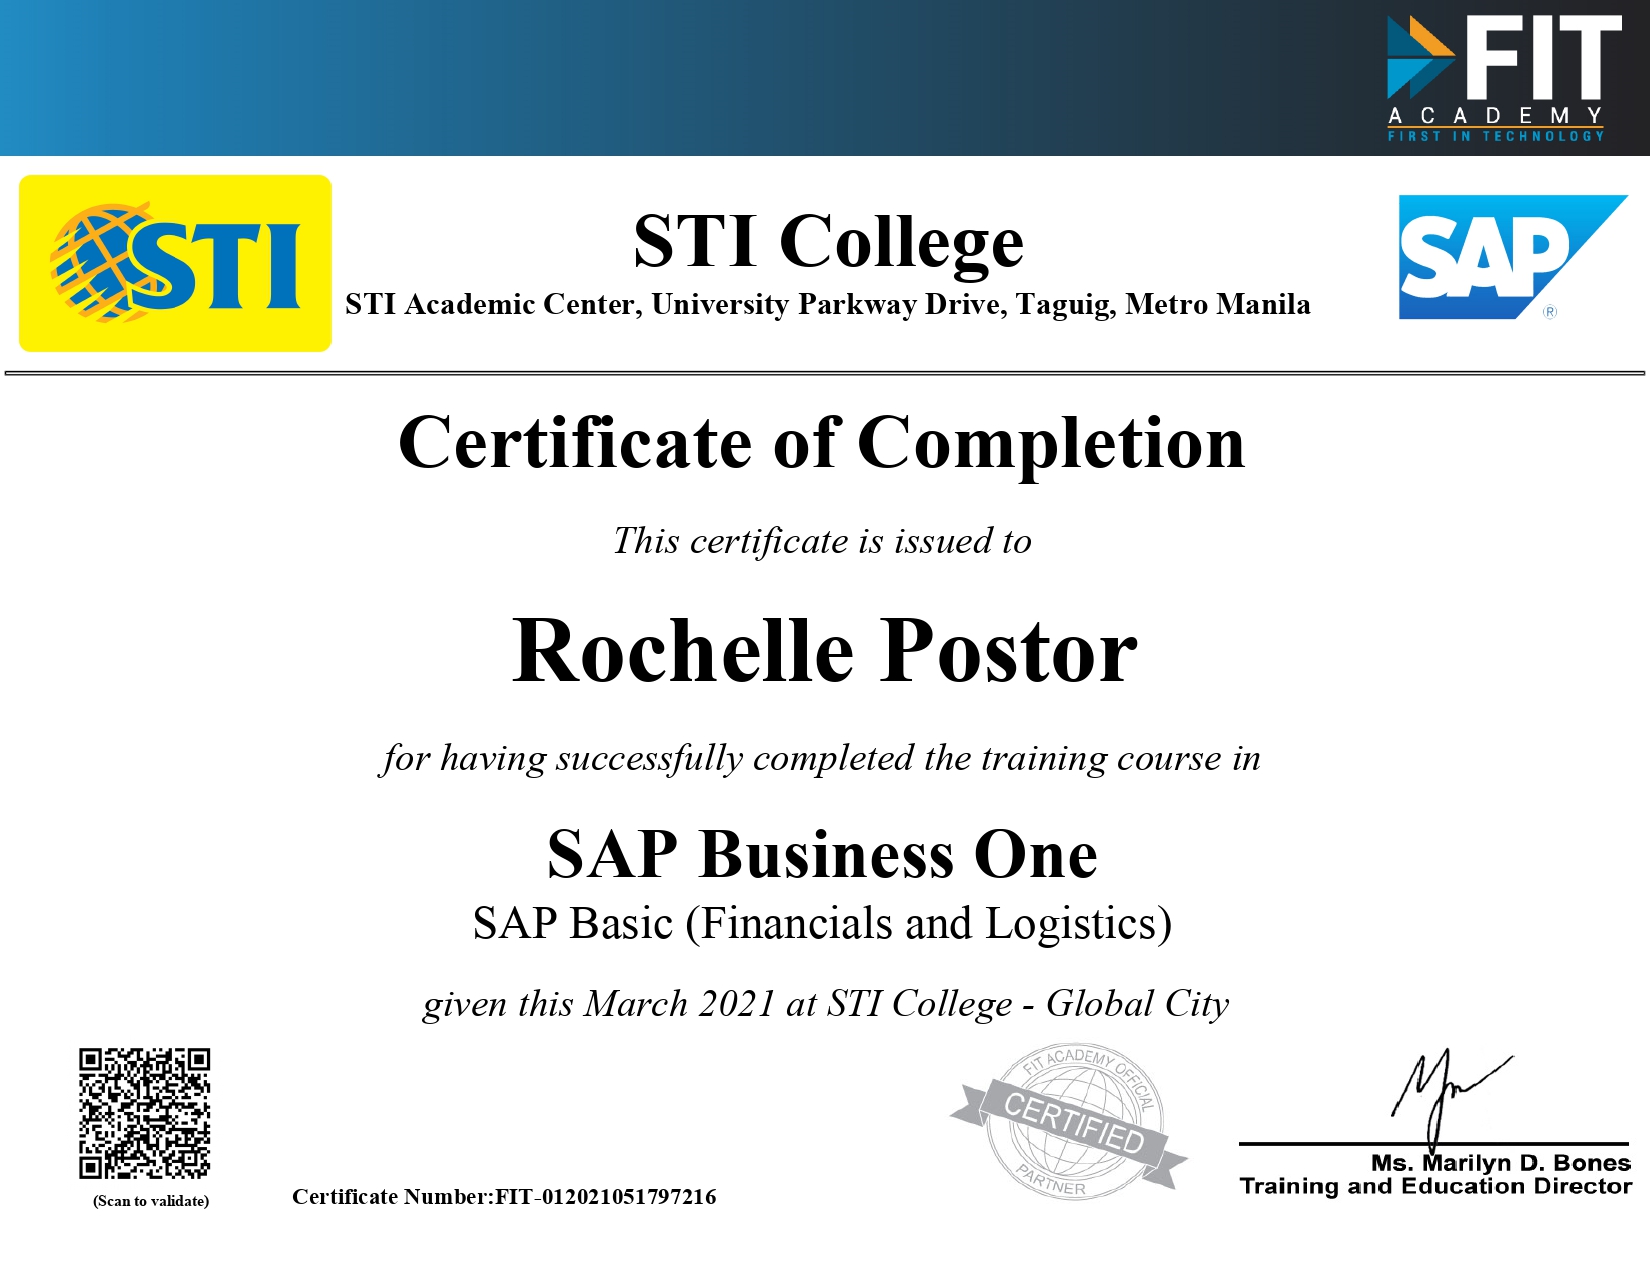 FIT
ACADEMY
FIRST IN TECHNOLOGY
STI
STI College
STI Academic Center, University Parkway Drive, Taguig, Metro Manila
SAP
®
Certificate of Completion
This certificate is issued to
Rochelle Postor
for having successfully completed the training course in
SAP Business One
SAP Basic (Financials and Logistics)
given this March 2021 at STI College - Global City
FIT ACADEMY OFFICIAL
CERTIFIED
PARTNER
Ms. Marilyn D. Bones
Training and Education Director
(Scan to validate)
Certificate Number:FIT-012021051797216